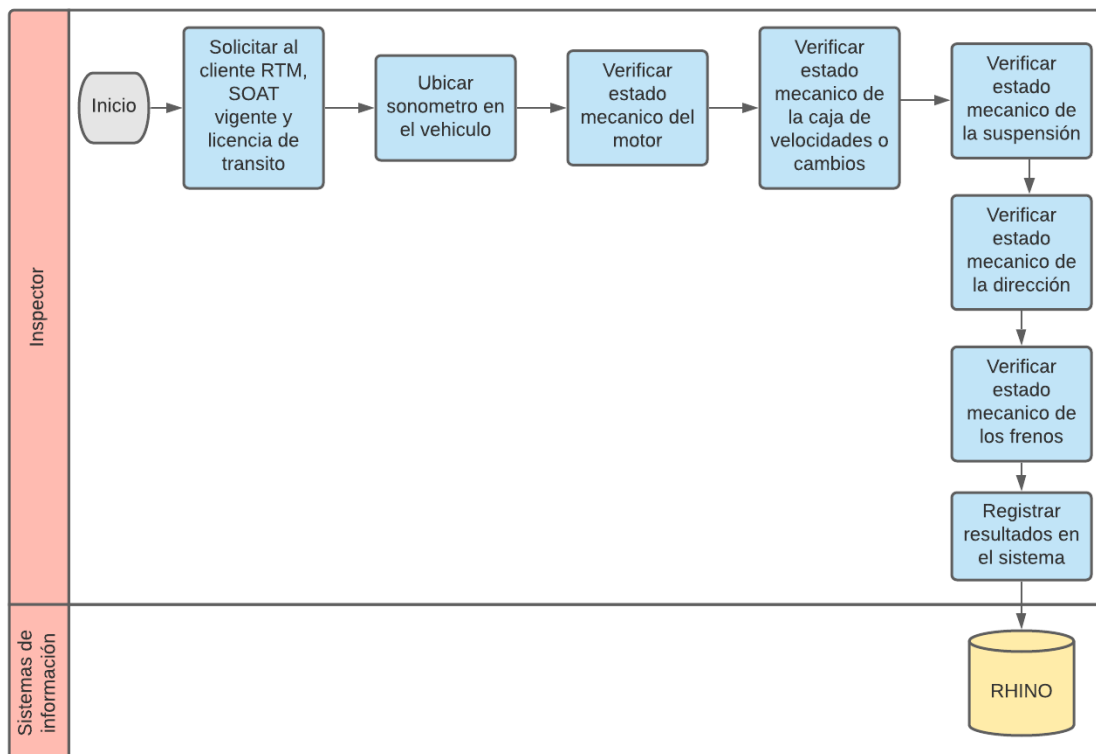 Inspector
Inicio
Solicitar al
cliente RTM,
SOAT
vigente y
licencia de
transito
Ubicar
sonometro en
el vehiculo
Verificar
estado
mecanico del
motor
Verificar
estado
mecanico de
la caja de
velocidades o
cambios
Verificar
estado
mecanico de
la suspensión
Verificar
estado
mecanico de
la dirección
Verificar
estado
mecanico de
los frenos
Registrar
resultados en
el sistema
Sistemas de
información
RHINO